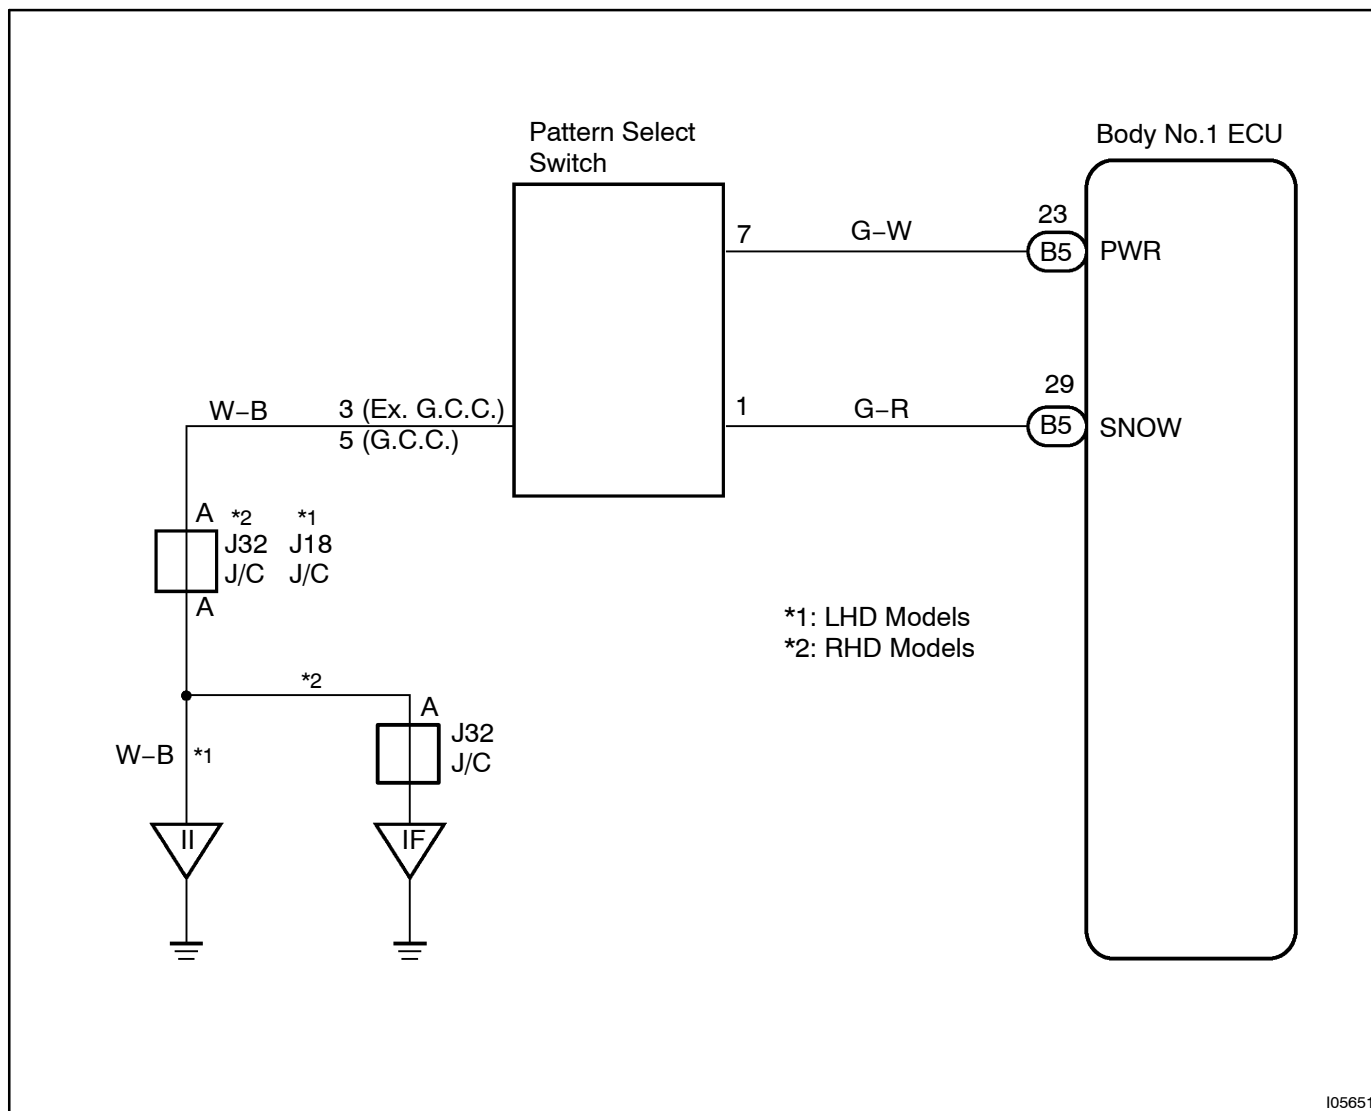 Pattern Select
Switch
Body No.1 ECU
7
G–W
23
B5
PWR
W–B
3 (Ex. G.C.C.)
5 (G.C.C.)
1
G–R
29
B5
SNOW
A
*2
*1
J32
J18
J/C
J/C
A
*1: LHD Models
*2: RHD Models
*2
A
J32
J/C
W–B
*1
II
IF
I05651